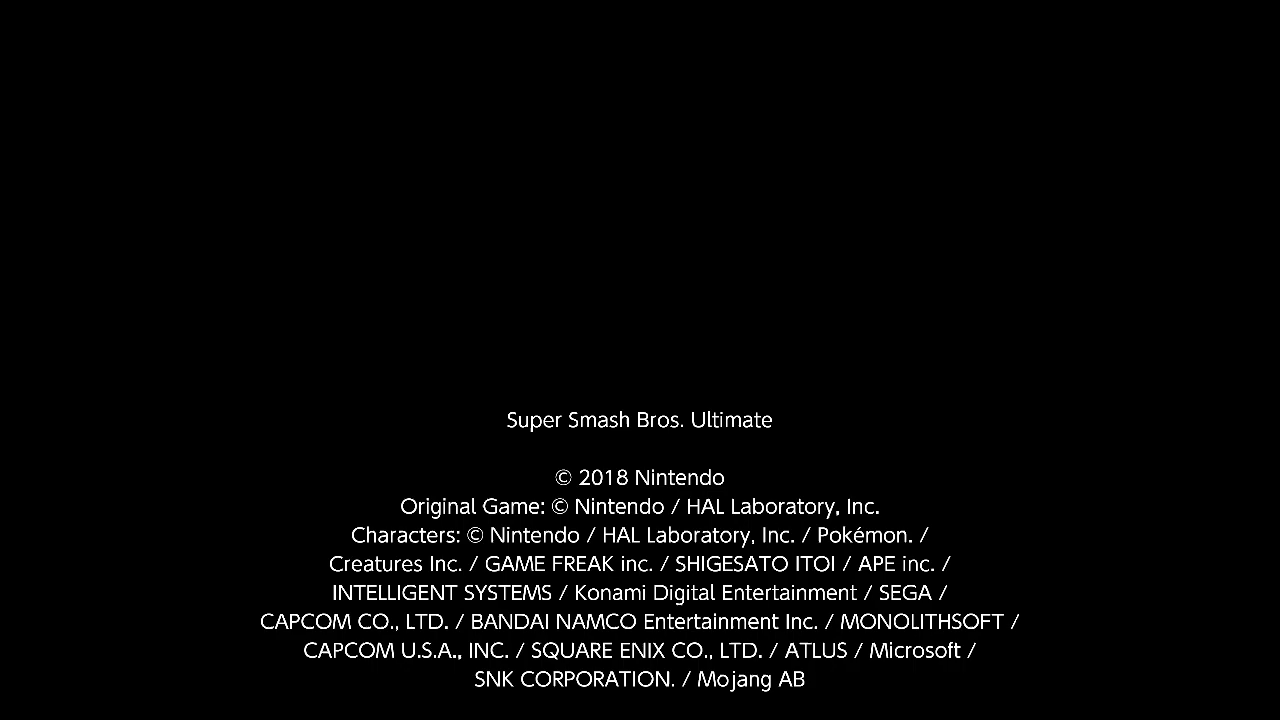 Super Smash Bros. Ultimate
© 2018 Nintendo
Original Game: © Nintendo / HAL Laboratory, Inc.
Characters: © Nintendo / HAL Laboratory, Inc. / Pokémon. /
Creatures Inc. / GAME FREAK inc. / SHIGESATO ITOI / APE inc. /
INTELLIGENT SYSTEMS / Konami Digital Entertainment / SEGA /
CAPCOM CO., LTD. / BANDAI NAMCO Entertainment Inc. / MONOLITHSOFT /
CAPCOM U.S.A., INC. / SQUARE ENIX CO., LTD. / ATLUS / Microsoft /
SNK CORPORATION. / Mojang AB